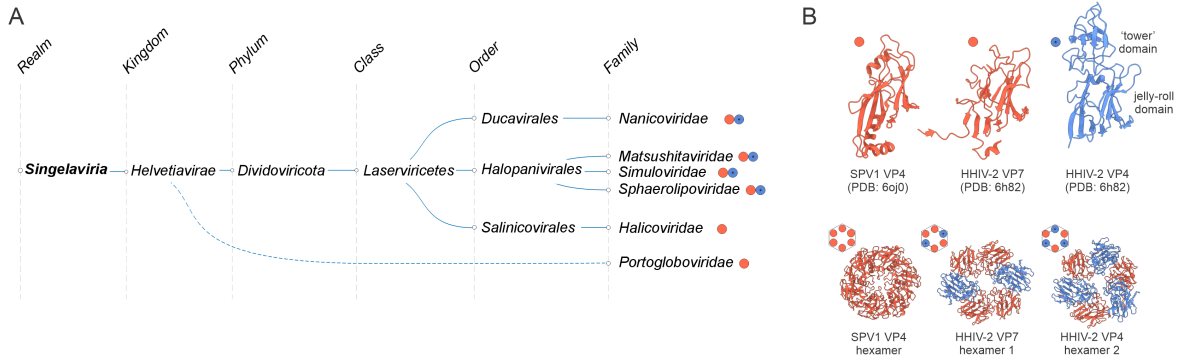 A
Realm
Kingdom
Phylum
Class
Order
Family
Ducavirales
Nanicoviridae
Matsushitaviridae
Singelaviria
Helvetiavirae
Dividoviricota
Laserviricetes
Halopanivirales
Simuloviridae
Sphaerolipoviridae
Salinicovirales
Halicoviridae
Portogloboviridae
B
‘tower’
domain
jelly-roll
domain
SPV1 VP4
(PDB: 6oj0)
HHIV-2 VP7
(PDB: 6h82)
HHIV-2 VP4
(PDB: 6h82)
SPV1 VP4
hexamer
HHIV-2 VP7
hexamer 1
HHIV-2 VP4
hexamer 2